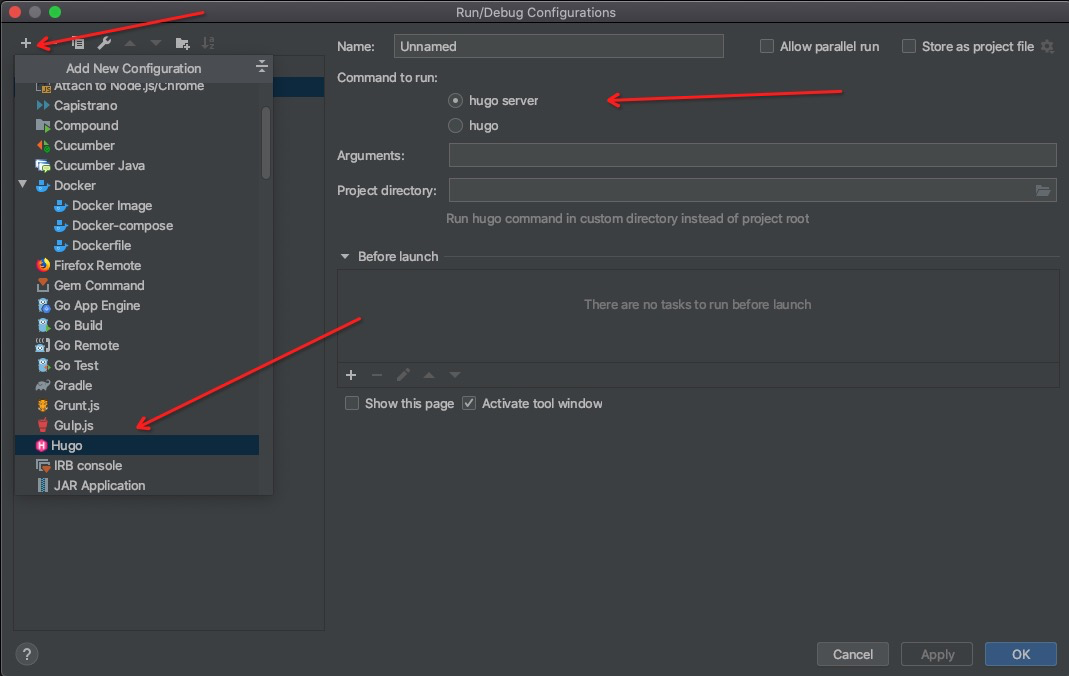 Run/Debug Configurations
Add New Configuration
Attach to Node.js/Chrome
Capistrano
Compound
Cucumber
Cucumber Java
Docker
Docker Image
Docker-compose
Dockerfile
Firefox Remote
Gem Command
Go App Engine
Go Build
Go Remote
Go Test
Gradle
Grunt.js
Gulp.js
Hugo
IRB console
JAR Application
Name: Unnamed Allow parallel run Store as project file
Command to run:
hugo server
hugo
Arguments:
Project directory:
Run hugo command in custom directory instead of project root
Before launch
There are no tasks to run before launch
Show this page Activate tool window
? Cancel Apply OK